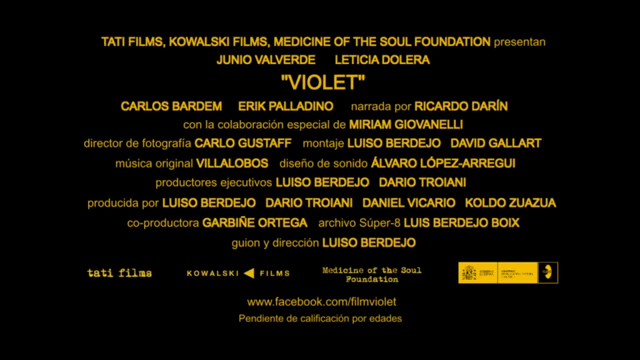 TATI FILMS, KOWALSKI FILMS, MEDICINE OF THE SOUL FOUNDATION presentan
JUNIO VALVERDE LETICIA DOLERA
"VIOLET"
CARLOS BARDEM ERIK PALLADINO narrada por RICARDO DARÍN
con la colaboración especial de MIRIAM GIOVANELLI
director de fotografía CARLO GUSTAFF montaje LUISO BERDEJO DAVID GALLART
música original VILLALOBOS diseño de sonido ÁLVARO LÓPEZ-ARREGUI
productores ejecutivos LUISO BERDEJO DARIO TROIANI
producida por LUISO BERDEJO DARIO TROIANI DANIEL VICARIO KOLDO ZUAZUA
co-productora GARBIÑE ORTEGA archivo Súper-8 LUIS BERDEJO BOIX
guion y dirección LUISO BERDEJO
tati films KOWALSKI FILMS Medicine of the Soul
Foundation
www.facebook.com/filmviolet
Pendiente de calificación por edades